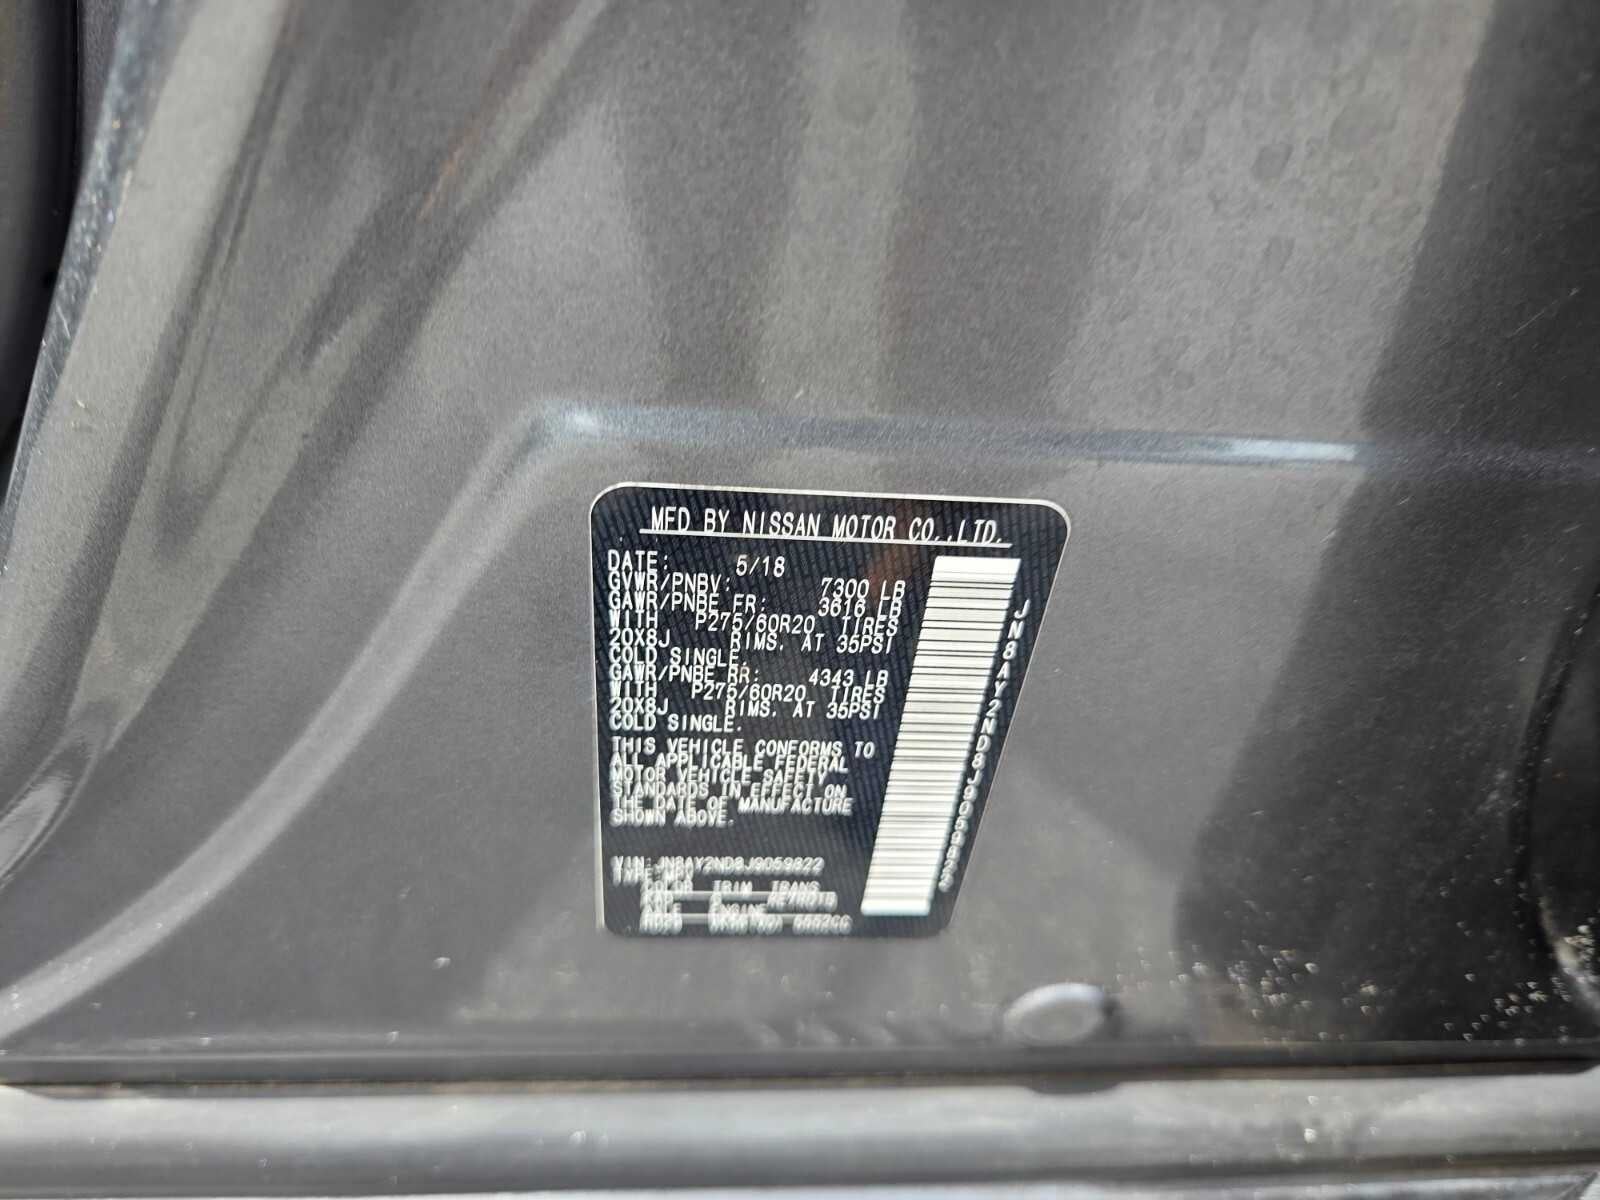 MFD BY NISSAN MOTOR CO.,LTD.
DATE: 5/18
GVWR/PNBV: 7300 LB
GAWR/PNBE FR: 3616 LB
WITH P275/60R20 TIRES
20X8J RIMS. AT 35PSI
COLD SINGLE.
GAWR/PNBE RR: 4343 LB
WITH P275/60R20 TIRES
20X8J RIMS. AT 35PSI
COLD SINGLE.
THIS VEHICLE CONFORMS TO
ALL APPLICABLE FEDERAL
MOTOR VEHICLE SAFETY
STANDARDS IN EFFECT ON
THE DATE OF MANUFACTURE
SHOWN ABOVE.
VIN:JN8AY2ND8J9059822
TYPE:
COLOR TRIM TRANS
ENGINE
JN8AY2ND8J9059822